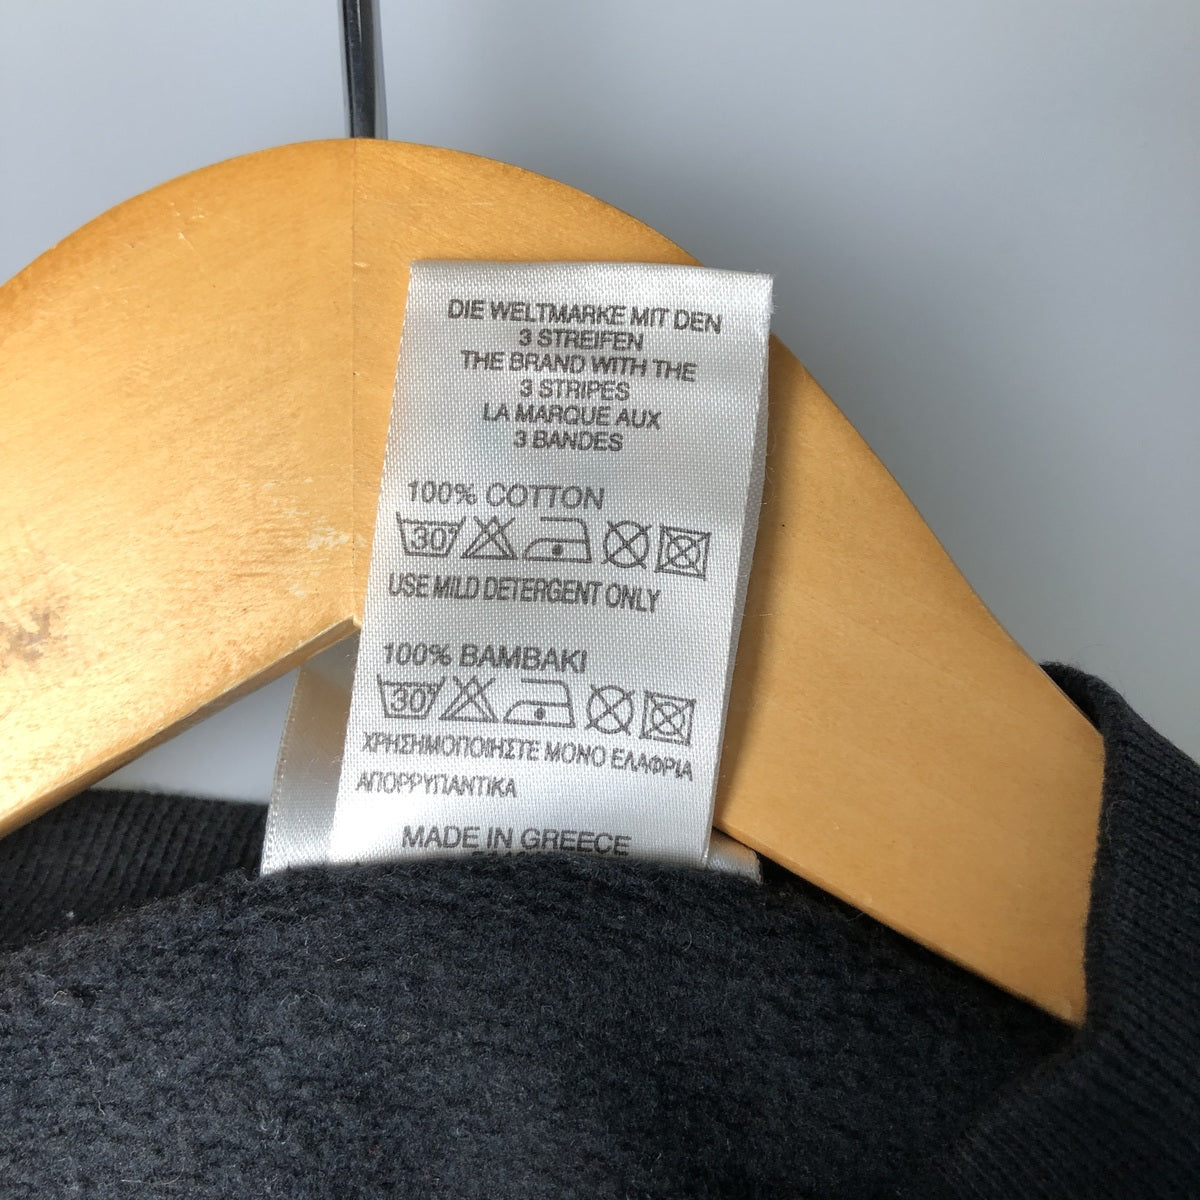 DIE WELTMARKE MIT DEN
3 STREIFEN
THE BRAND WITH THE
3 STRIPES
LA MARQUE AUX
3 BANDES
100% COTTON
30°
USE MILD DETERGENT ONLY
100% BAMBAKI
30°
ΧΡΗΣΗΜΟΠΟΙΗΣΤΕ ΜΟΝΟ ΕΛΑΦΡΙΑ
ΑΠΟΡΡΥΠΑΝΤΙΚΑ
MADE IN GREECE